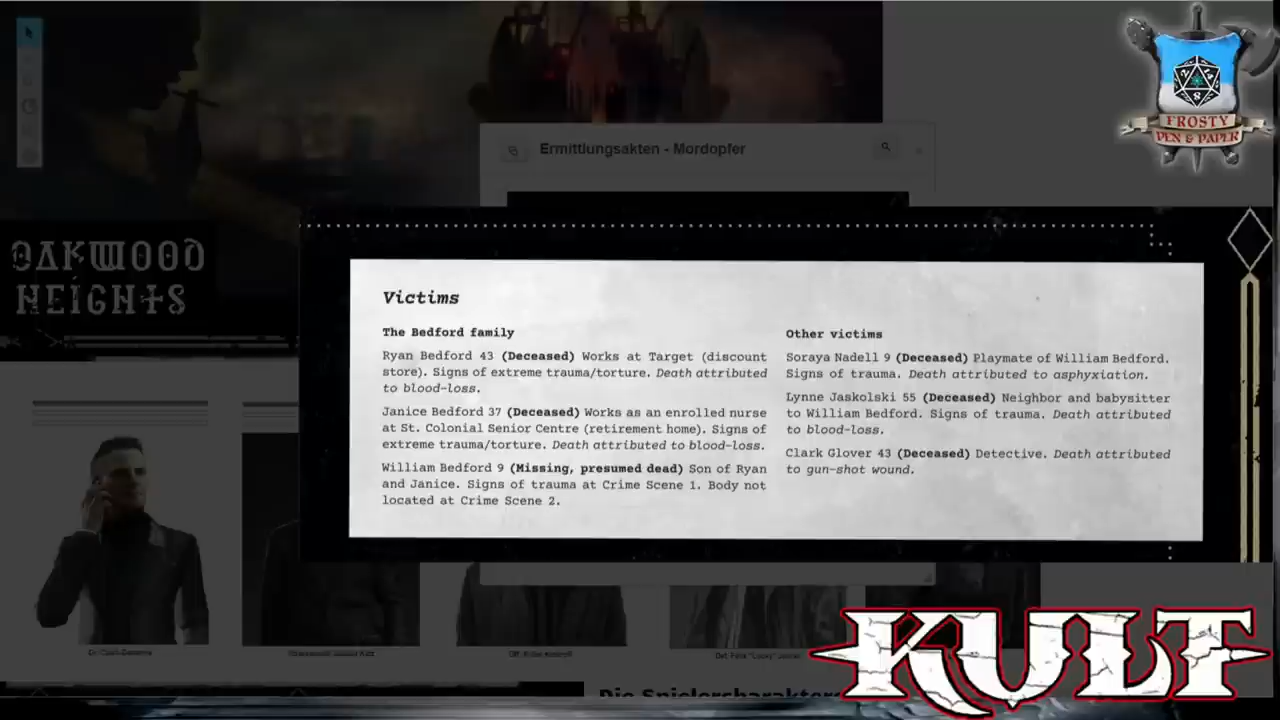 FROSTY
PEN & PAPER
Ermittlungsakten - Mordopfer
OAKWOOD
HEIGHTS
Victims
The Bedford family
Ryan Bedford 43 (Deceased) Works at Target (discount
store). Signs of extreme trauma/torture. Death attributed
to blood-loss.
Janice Bedford 37 (Deceased) Works as an enrolled nurse
at St. Colonial Senior Centre (retirement home). Signs of
extreme trauma/torture. Death attributed to blood-loss.
William Bedford 9 (Missing, presumed dead) Son of Ryan
and Janice. Signs of trauma at Crime Scene 1. Body not
located at Crime Scene 2.
Other victims
Soraya Nadell 9 (Deceased) Playmate of William Bedford.
Signs of trauma. Death attributed to asphyxiation.
Lynne Jaskolski 55 (Deceased) Neighbor and babysitter
to William Bedford. Signs of trauma. Death attributed
to blood-loss.
Clark Glover 43 (Deceased) Detective. Death attributed
to gun-shot wound.
Die Spielercharaktere
KULT